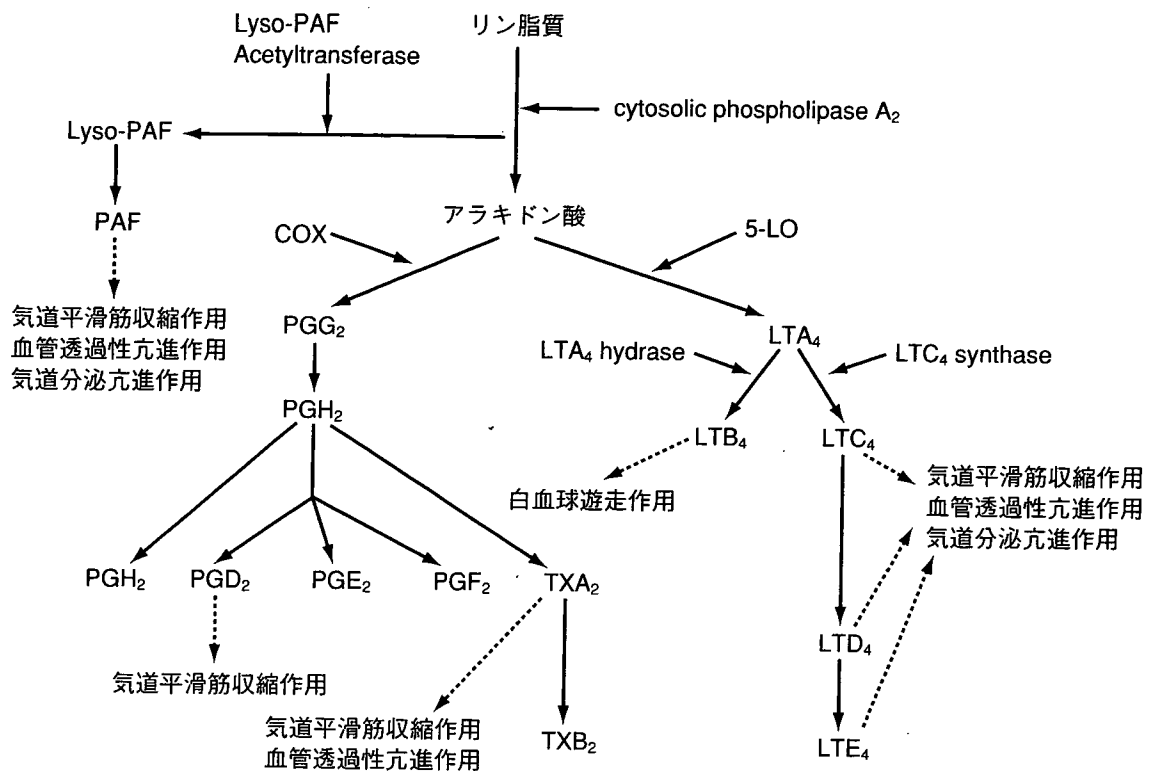 Lyso-PAF
Acetyltransferase
リン脂質
cytosolic phospholipase A₂
Lyso-PAF
PAF
アラキドン酸
COX
5-LO
気道平滑筋収縮作用
血管透過性亢進作用
気道分泌亢進作用
PGG₂
LTA₄
LTA₄ hydrase
LTC₄ synthase
PGH₂
LTB₄
LTC₄
白血球遊走作用
気道平滑筋収縮作用
血管透過性亢進作用
気道分泌亢進作用
PGH₂
PGD₂
PGE₂
PGF₂
TXA₂
LTD₄
気道平滑筋収縮作用
気道平滑筋収縮作用
血管透過性亢進作用
TXB₂
LTE₄